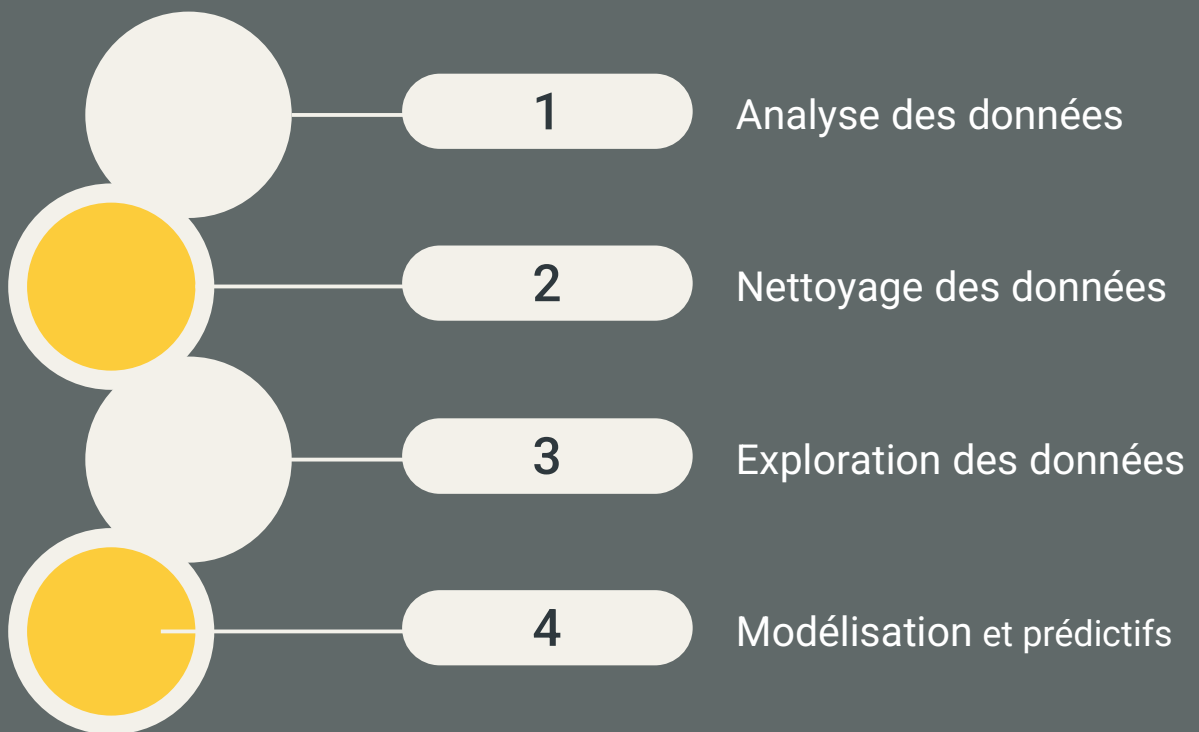 1 Analyse des données
2 Nettoyage des données
3 Exploration des données
4 Modélisation et prédictifs